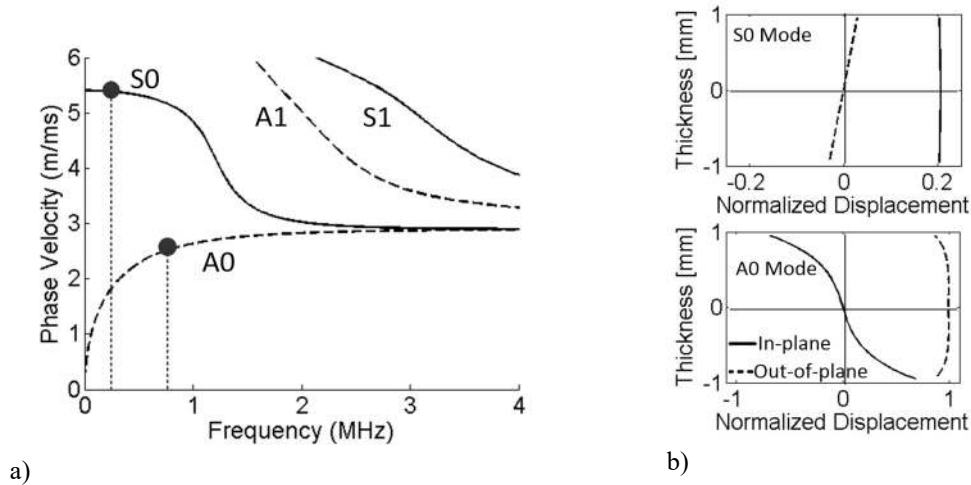 6
5
4
3
2
1
0
Phase Velocity (m/ms)
S0
A1
S1
A0
0 1 2 3 4
Frequency (MHz)
a)
1
0
-1
Thickness [mm]
S0 Mode
-0.2 0 0.2
Normalized Displacement
1
0
-1
Thickness [mm]
A0 Mode
In-plane
Out-of-plane
-1 0 1
Normalized Displacement
b)